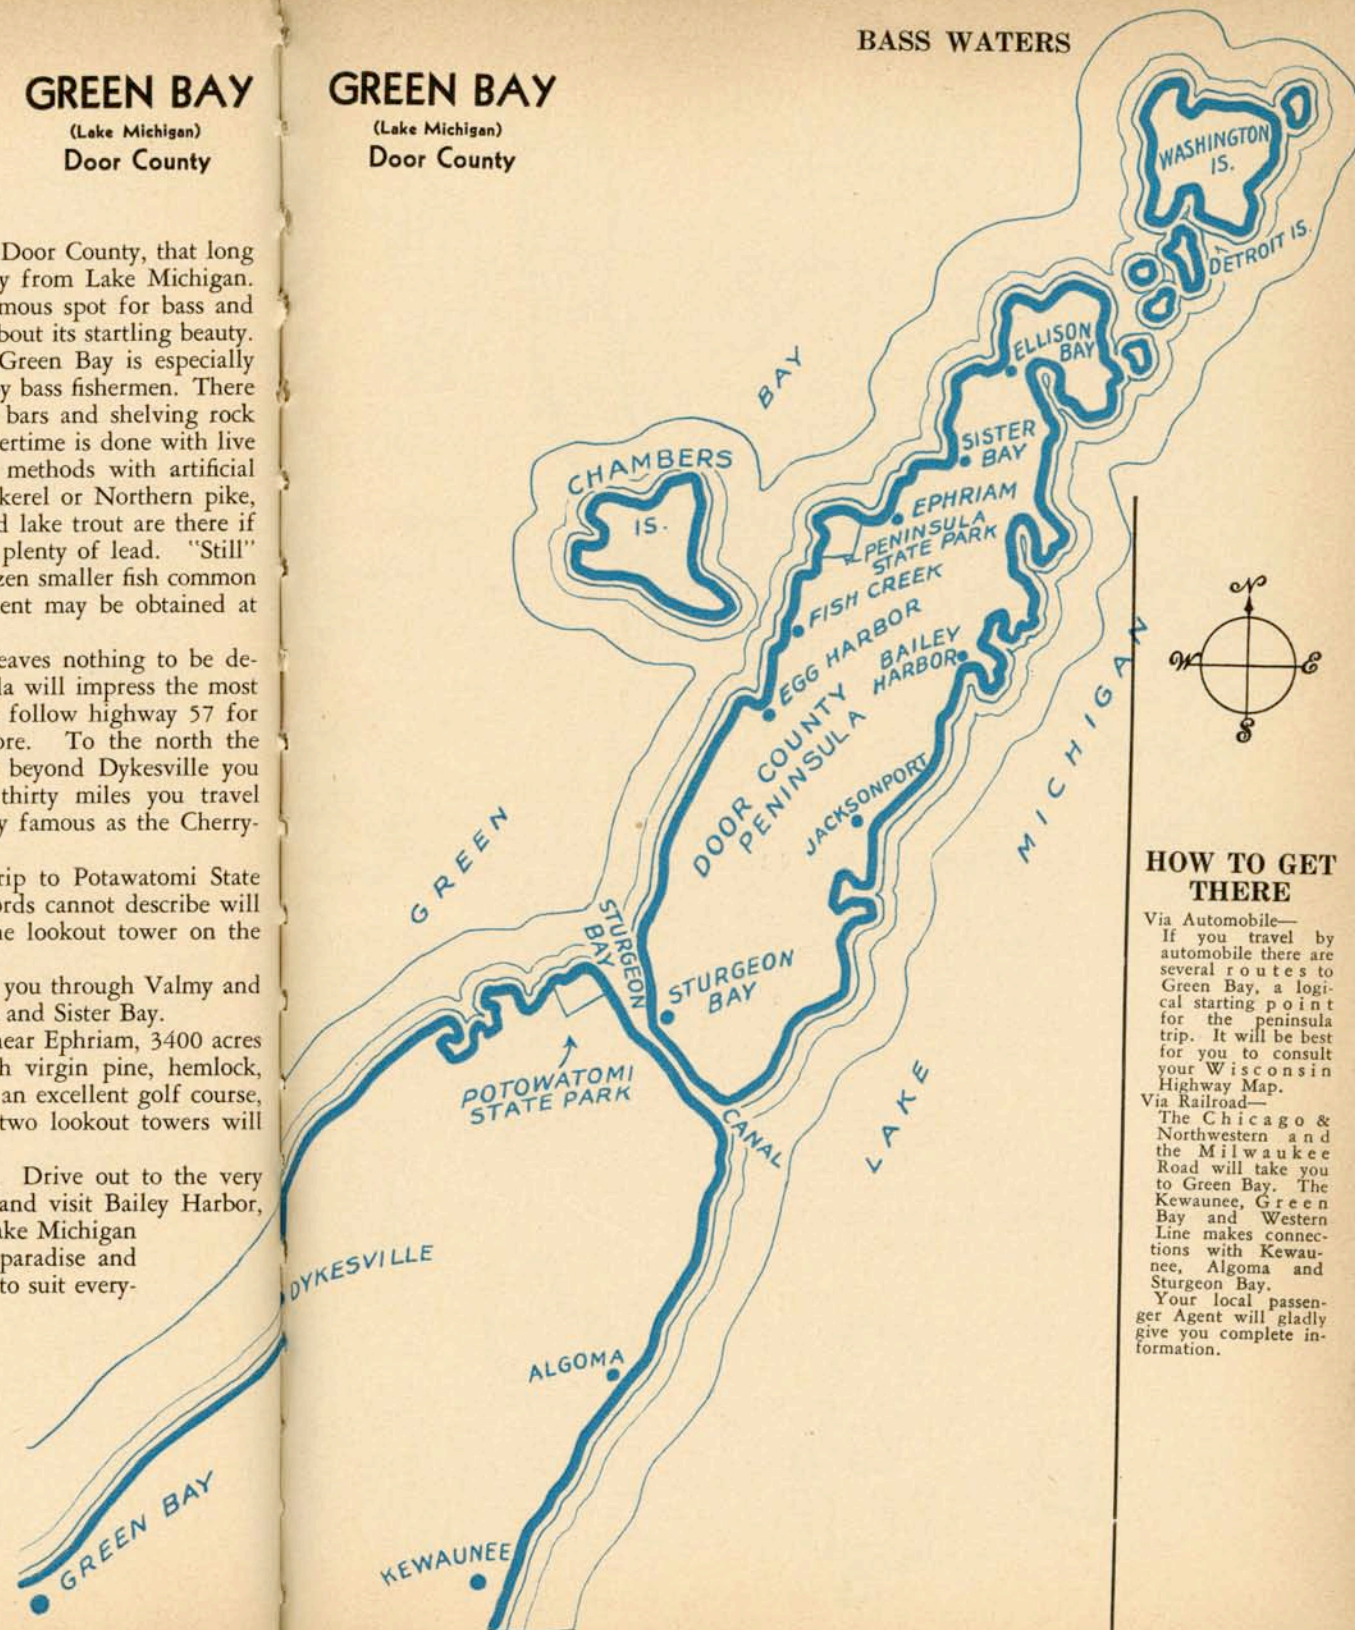 GREEN BAY
(Lake Michigan)
Door County
Door County, that long
y from Lake Michigan.
mous spot for bass and
bout its startling beauty.
Green Bay is especially
y bass fishermen. There
bars and shelving rock
ertime is done with live
methods with artificial
kerel or Northern pike,
d lake trout are there if
plenty of lead. "Still"
zen smaller fish common
ent may be obtained at
eaves nothing to be de-
la will impress the most
follow highway 57 for
ore. To the north the
beyond Dykesville you
thirty miles you travel
y famous as the Cherry-
rip to Potawatomi State
ords cannot describe will
he lookout tower on the
you through Valmy and
and Sister Bay.
near Ephriam, 3400 acres
h virgin pine, hemlock,
an excellent golf course,
two lookout towers will
Drive out to the very
and visit Bailey Harbor,
ake Michigan
paradise and
to suit every-
GREEN BAY
BASS WATERS
GREEN BAY
(Lake Michigan)
Door County
WASHINGTON
IS.
DETROIT IS.
ELLISON
BAY
SISTER
BAY
EPHRIAM
PENINSULA
STATE PARK
FISH CREEK
EGG HARBOR
BAILEY
HARBOR
CHAMBERS
IS.
GREEN
BAY
DOOR COUNTY
PENINSULA
JACKSONPORT
LAKE
MICHIGAN
STURGEON
BAY
STURGEON
BAY
POTOWATOMI
STATE PARK
CANAL
DYKESVILLE
ALGOMA
KEWAUNEE
N
W
E
S
HOW TO GET
THERE
Via Automobile—
If you travel by
automobile there are
several routes to
Green Bay, a logi-
cal starting point
for the peninsula
trip. It will be best
for you to consult
your Wisconsin
Highway Map.
Via Railroad—
The Chicago &
Northwestern and
the Milwaukee
Road will take you
to Green Bay. The
Kewaunee, Green
Bay and Western
Line makes connec-
tions with Kewau-
nee, Algoma and
Sturgeon Bay.
Your local passen-
ger Agent will gladly
give you complete in-
formation.